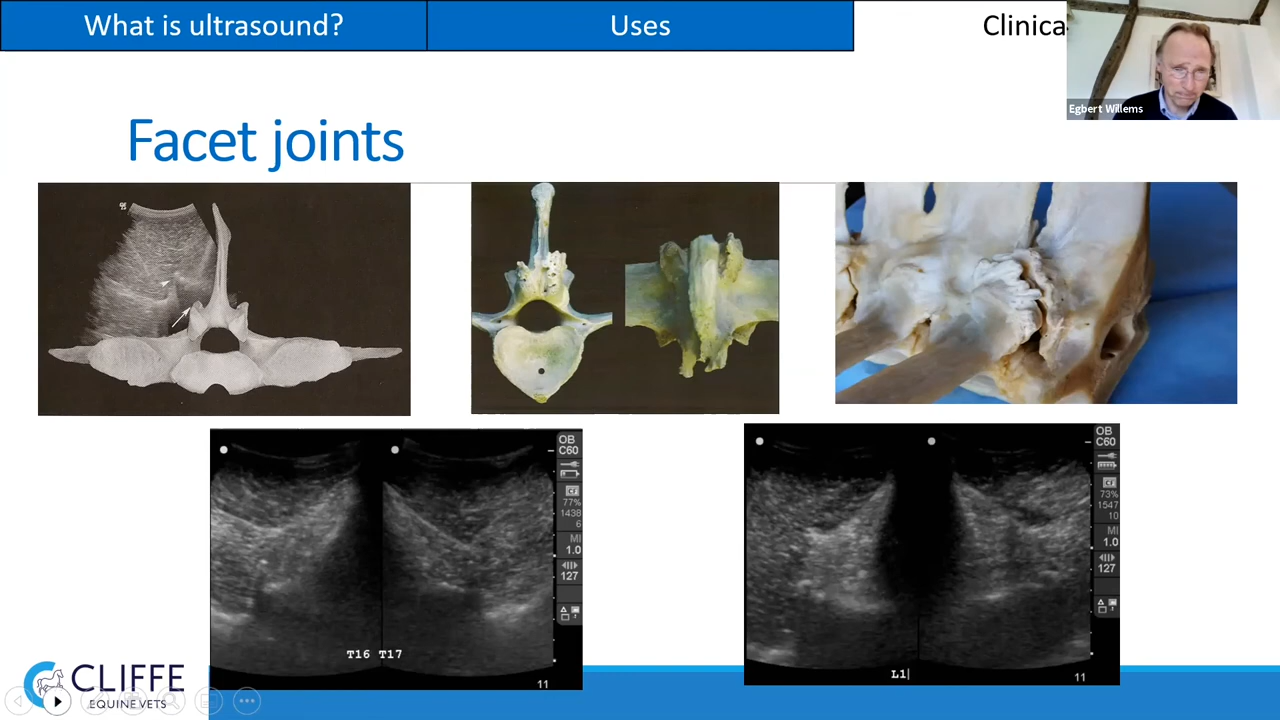 What is ultrasound?
Uses
Clinica
Egbert Willems
Facet joints
OB
C60
77%
1438
6
MI
1.0
127
T16 T17
11
OB
C60
73%
1547
10
MI
1.0
127
L1
11
CLIFFE
EQUINE VETS